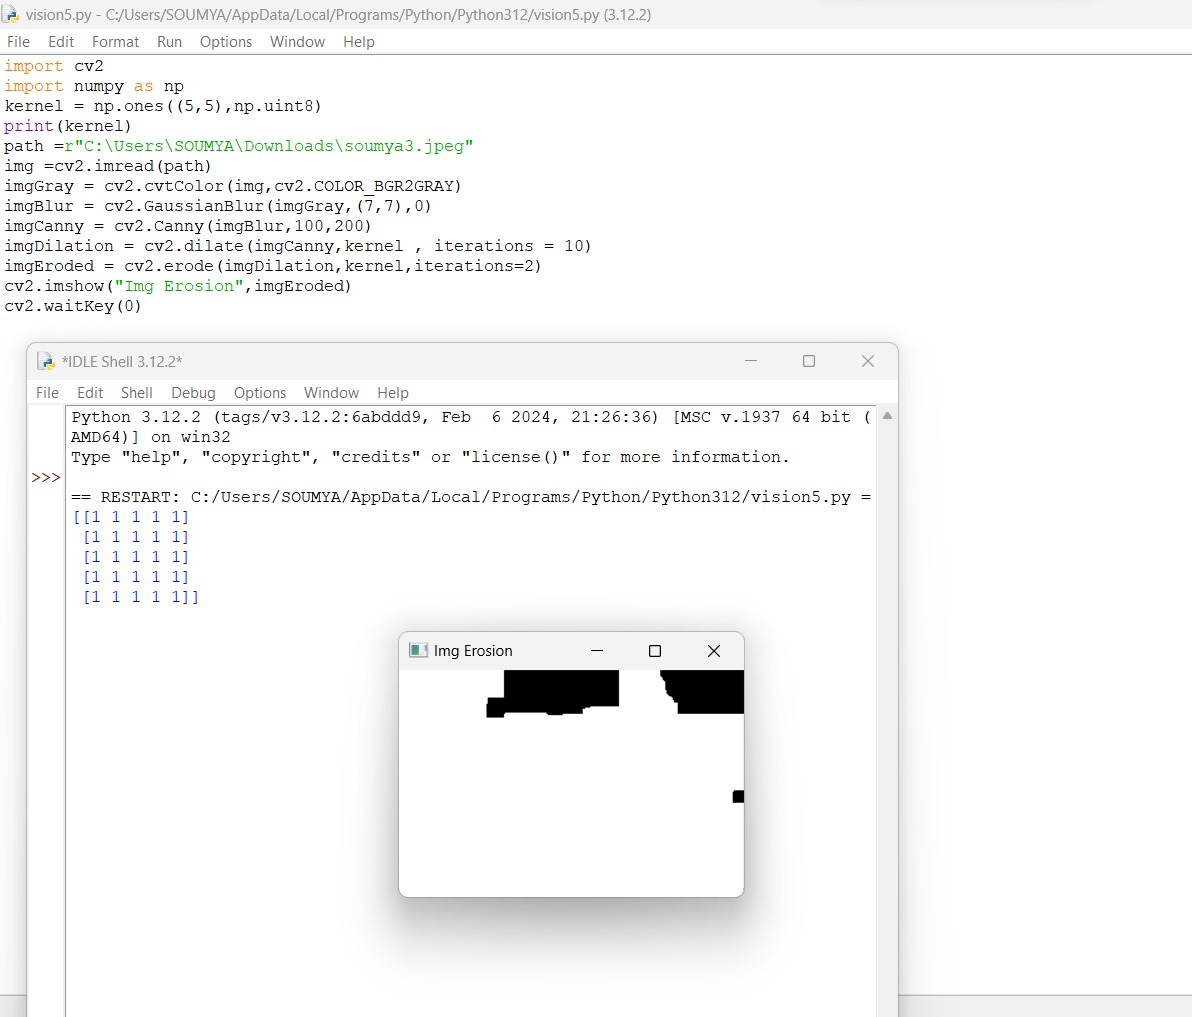 vision5.py - C:/Users/SOUMYA/AppData/Local/Programs/Python/Python312/vision5.py (3.12.2)
File Edit Format Run Options Window Help
import cv2
import numpy as np
kernel = np.ones((5,5),np.uint8)
print(kernel)
path =r"C:\Users\SOUMYA\Downloads\soumya3.jpeg"
img =cv2.imread(path)
imgGray = cv2.cvtColor(img,cv2.COLOR_BGR2GRAY)
imgBlur = cv2.GaussianBlur(imgGray,(7,7),0)
imgCanny = cv2.Canny(imgBlur,100,200)
imgDilation = cv2.dilate(imgCanny,kernel , iterations = 10)
imgEroded = cv2.erode(imgDilation,kernel,iterations=2)
cv2.imshow("Img Erosion",imgEroded)
cv2.waitKey(0)
*IDLE Shell 3.12.2*
File Edit Shell Debug Options Window Help
Python 3.12.2 (tags/v3.12.2:6abddd9, Feb  6 2024, 21:26:36) [MSC v.1937 64 bit (
AMD64)] on win32
Type "help", "copyright", "credits" or "license()" for more information.
>>>
== RESTART: C:/Users/SOUMYA/AppData/Local/Programs/Python/Python312/vision5.py =
[[1 1 1 1 1]
 [1 1 1 1 1]
 [1 1 1 1 1]
 [1 1 1 1 1]
 [1 1 1 1 1]]
Img Erosion